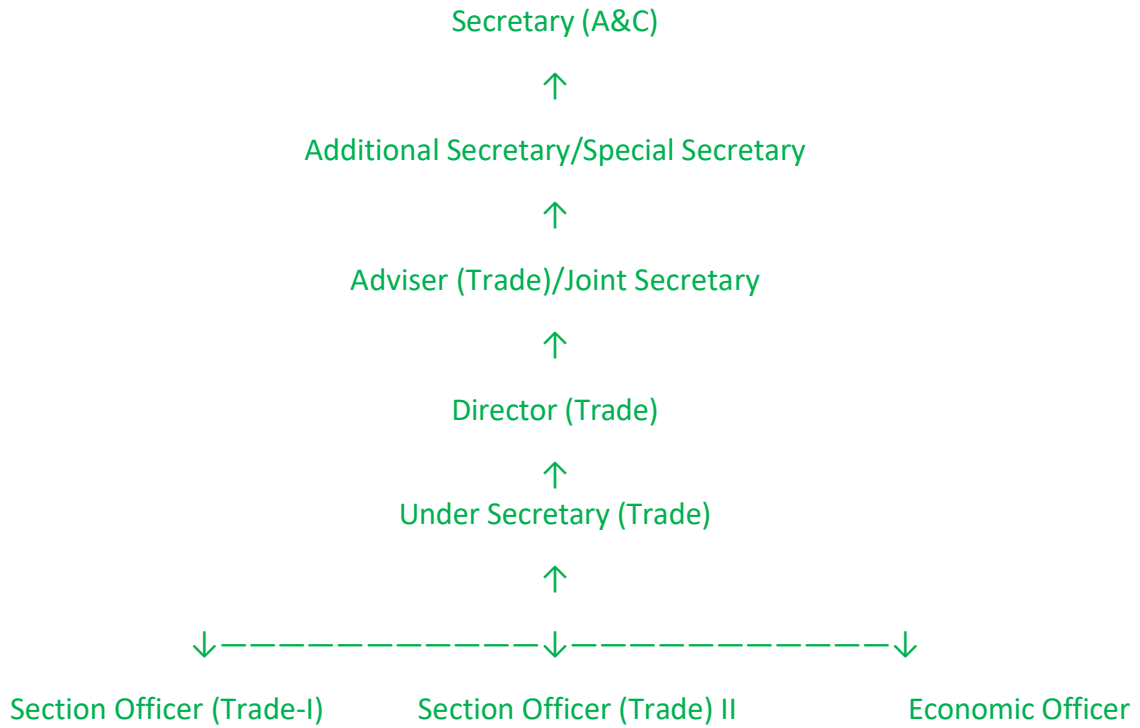 Secretary (A&C)
↑
Additional Secretary/Special Secretary
↑
Adviser (Trade)/Joint Secretary
↑
Director (Trade)
↑
Under Secretary (Trade)
↑
↓———————————↓———————————↓
Section Officer (Trade-I) Section Officer (Trade) II Economic Officer